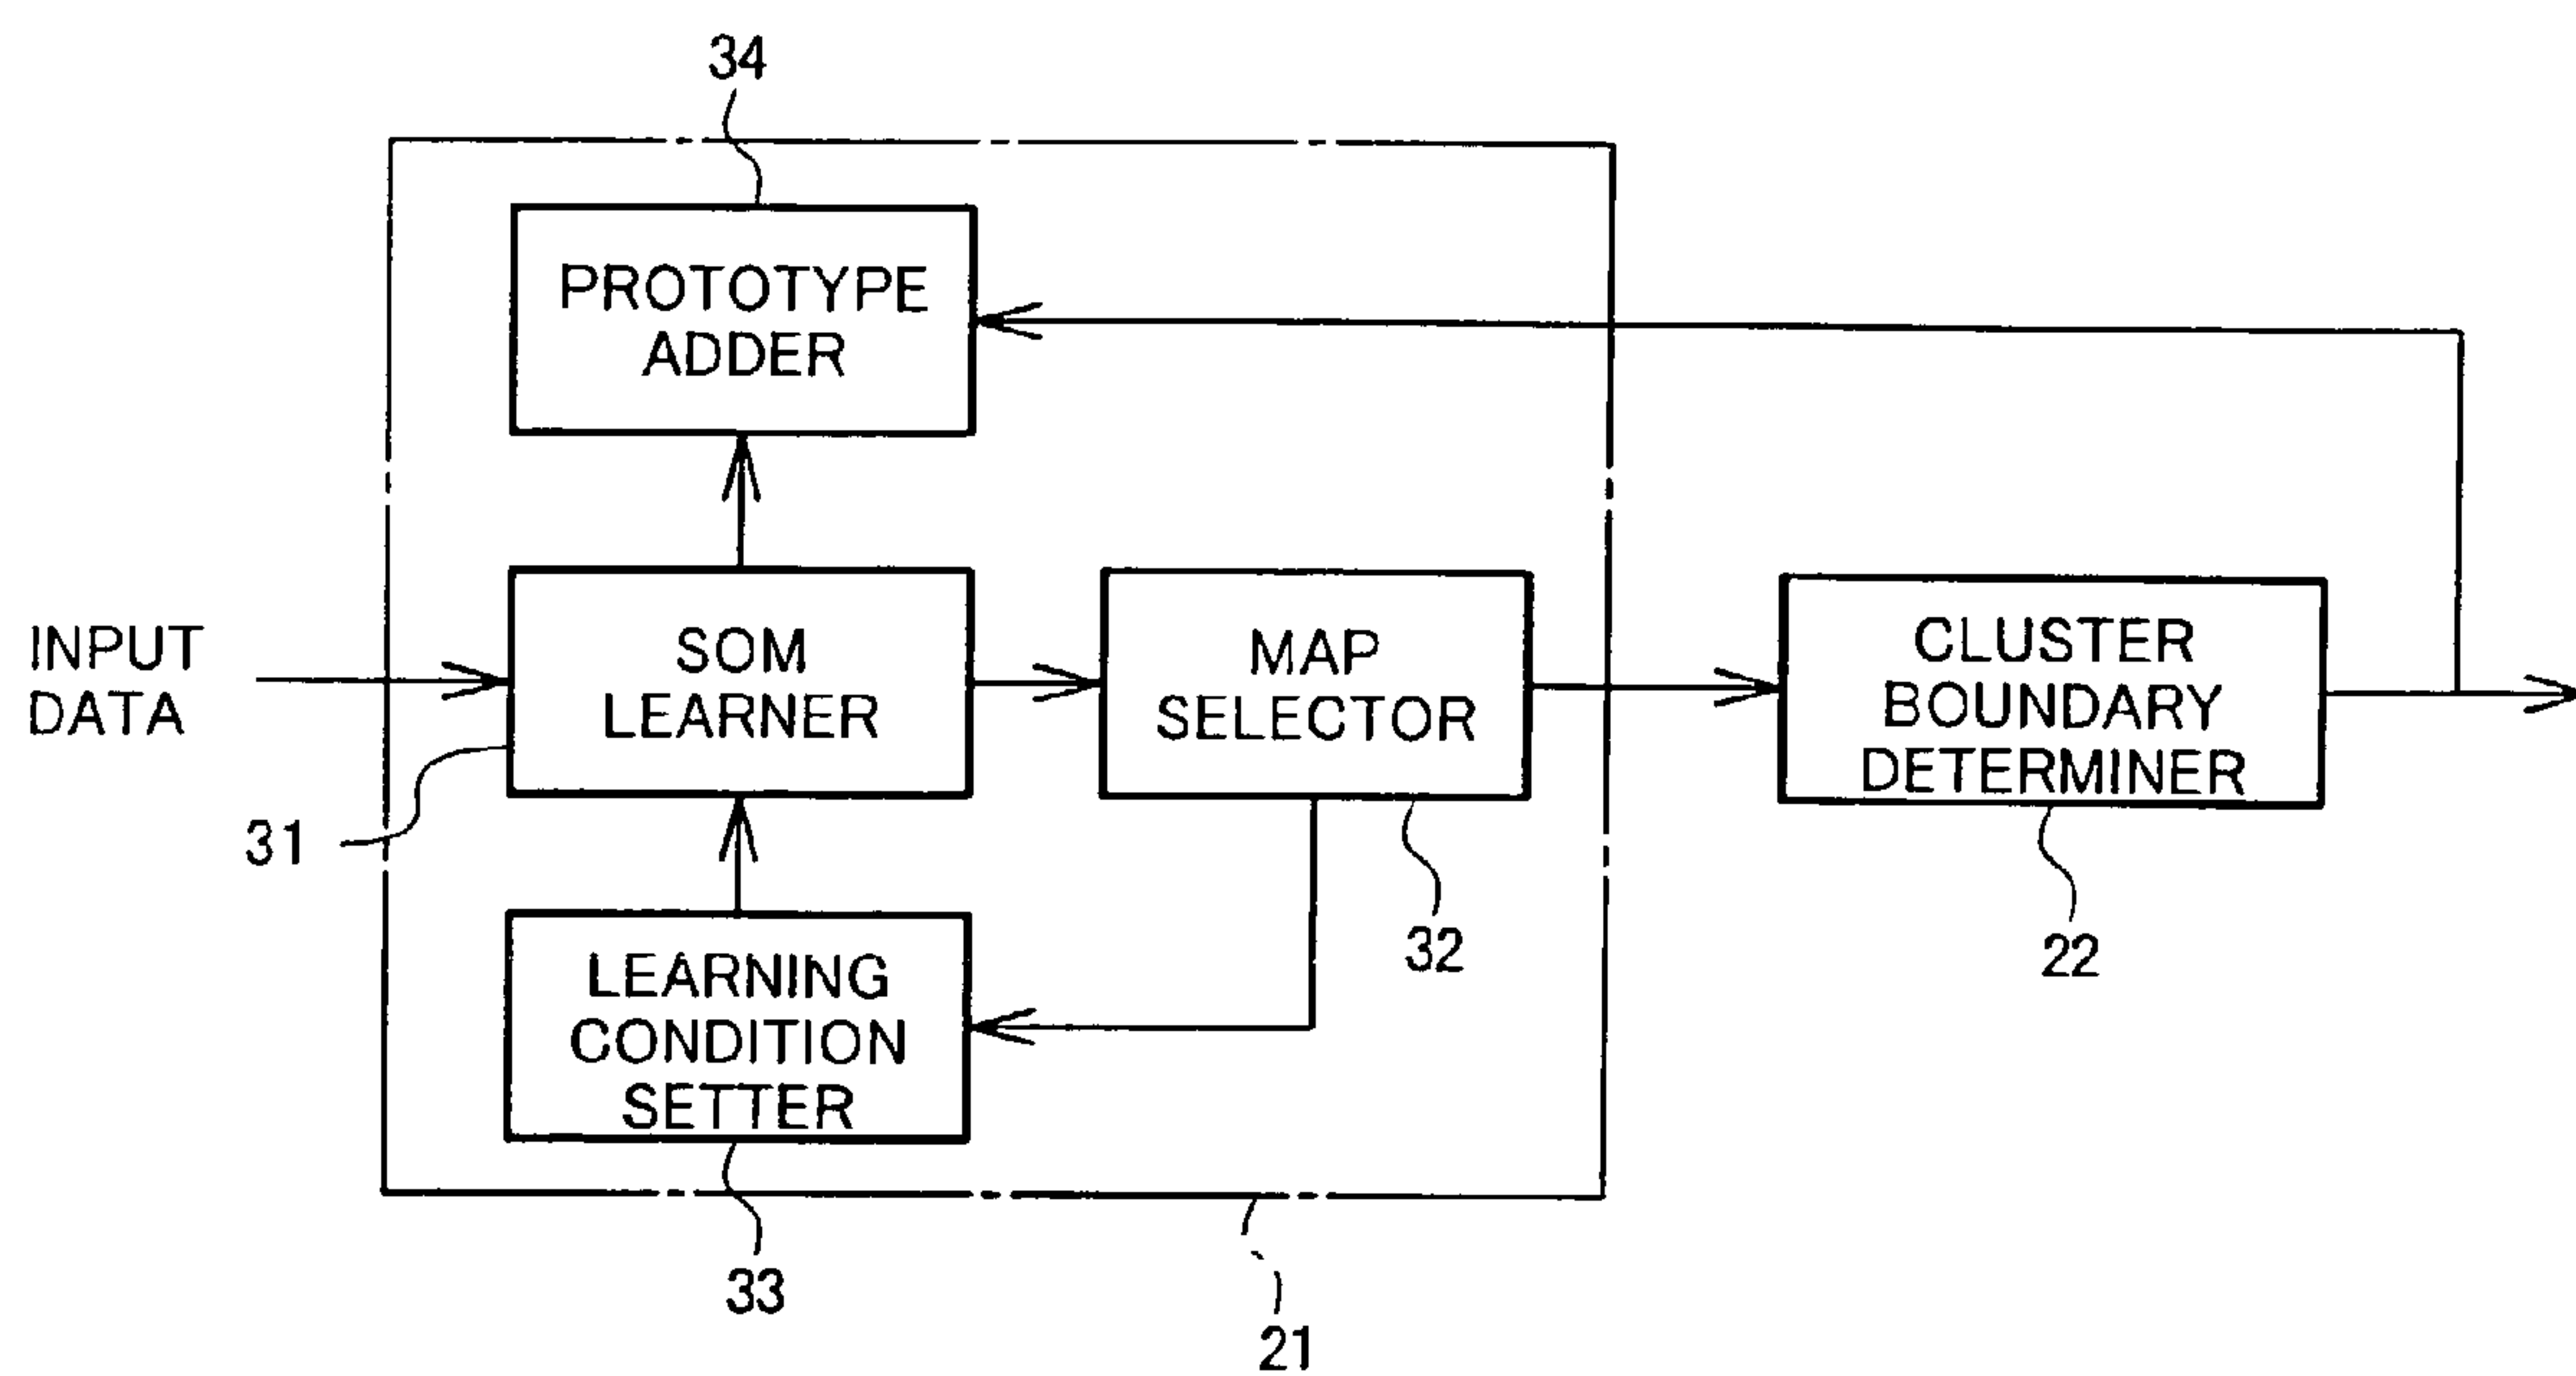 34
PROTOTYPE
ADDER
INPUT
DATA
SOM
LEARNER
MAP
SELECTOR
CLUSTER
BOUNDARY
DETERMINER
31
32
22
LEARNING
CONDITION
SETTER
33
21